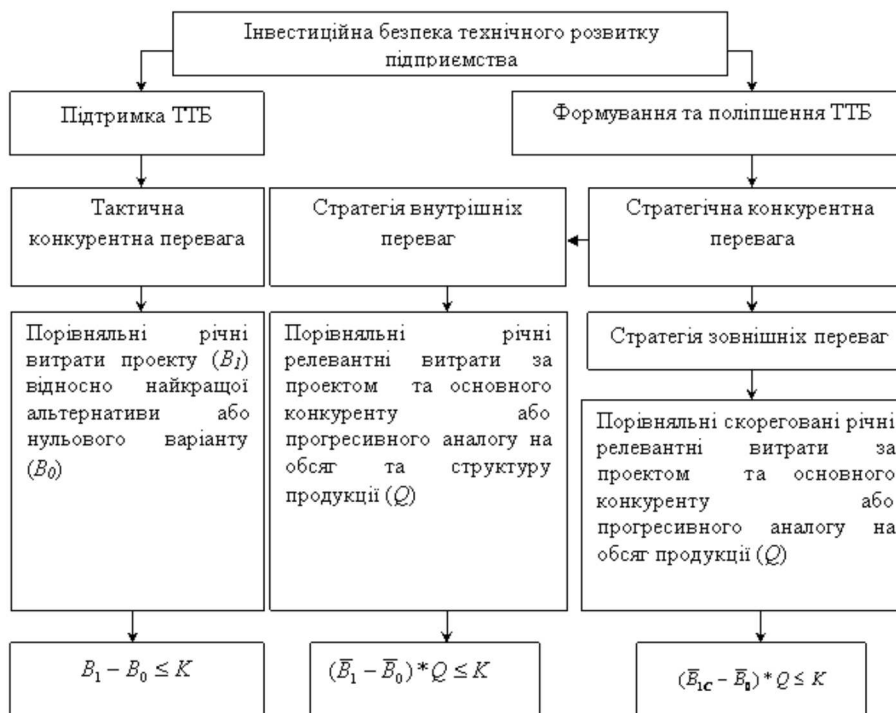 Інвестиційна безпека технічного розвитку
підприємства
Підтримка ТТБ
Формування та поліпшення ТТБ
Тактична
конкурентна перевага
Стратегія внутрішніх
переваг
Стратегічна конкурентна
перевага
Порівняльні річні
витрати проекту (B₁)
відносно найкращої
альтернативи або
нульового варіанту
(B₀)
Порівняльні річні
релевантні витрати за
проектом та основного
конкуренту або
прогресивного аналогу на
обсяг та структуру
продукції (Q)
Стратегія зовнішніх переваг
Порівняльні скореговані річні
релевантні витрати за
проектом та основного
конкуренту або
прогресивного аналогу на
обсяг продукції (Q)
B₁ − B₀ ≤ K
(B̅₁ − B̅₀) * Q ≤ K
(B̅₁C − B̅₀) * Q ≤ K